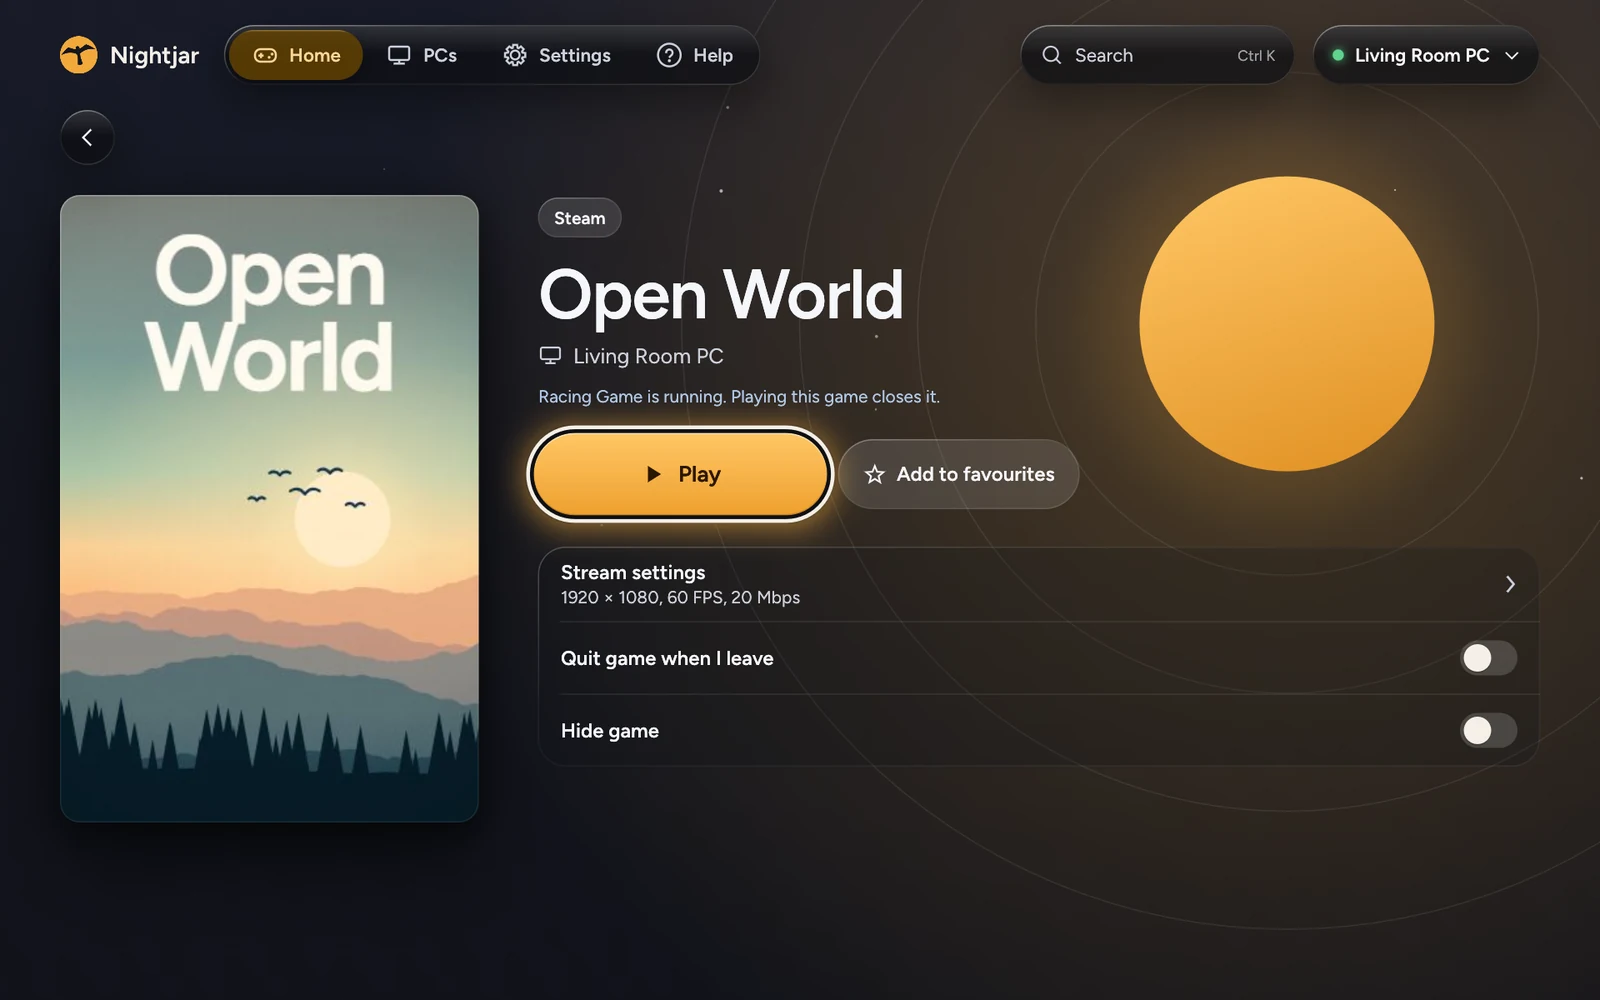 Nightjar
Home
PCs
Settings
Help
Search
Ctrl K
Living Room PC
Open
World
Steam
Open World
Living Room PC
Racing Game is running. Playing this game closes it.
Play
Add to favourites
Stream settings
1920 × 1080, 60 FPS, 20 Mbps
Quit game when I leave
Hide game